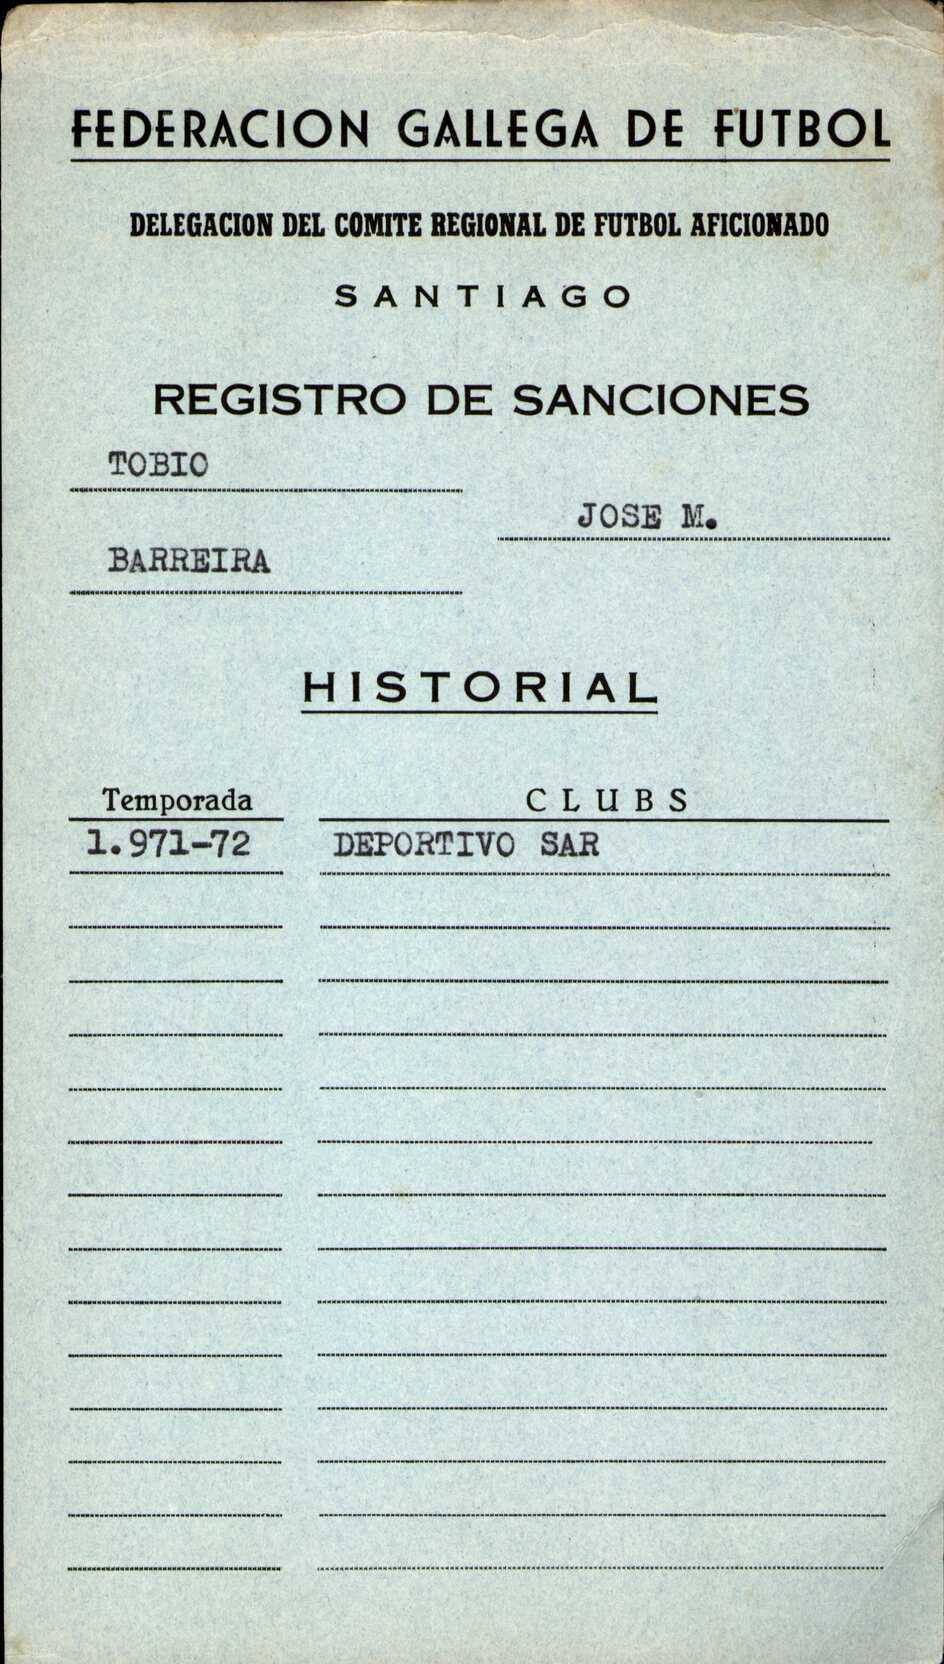 FEDERACION GALLEGA DE FUTBOL
DELEGACION DEL COMITE REGIONAL DE FUTBOL AFICIONADO
SANTIAGO
REGISTRO DE SANCIONES
TOBIO
JOSE M.
BARREIRA
HISTORIAL
Temporada CLUBS
1.971-72 DEPORTIVO SAR